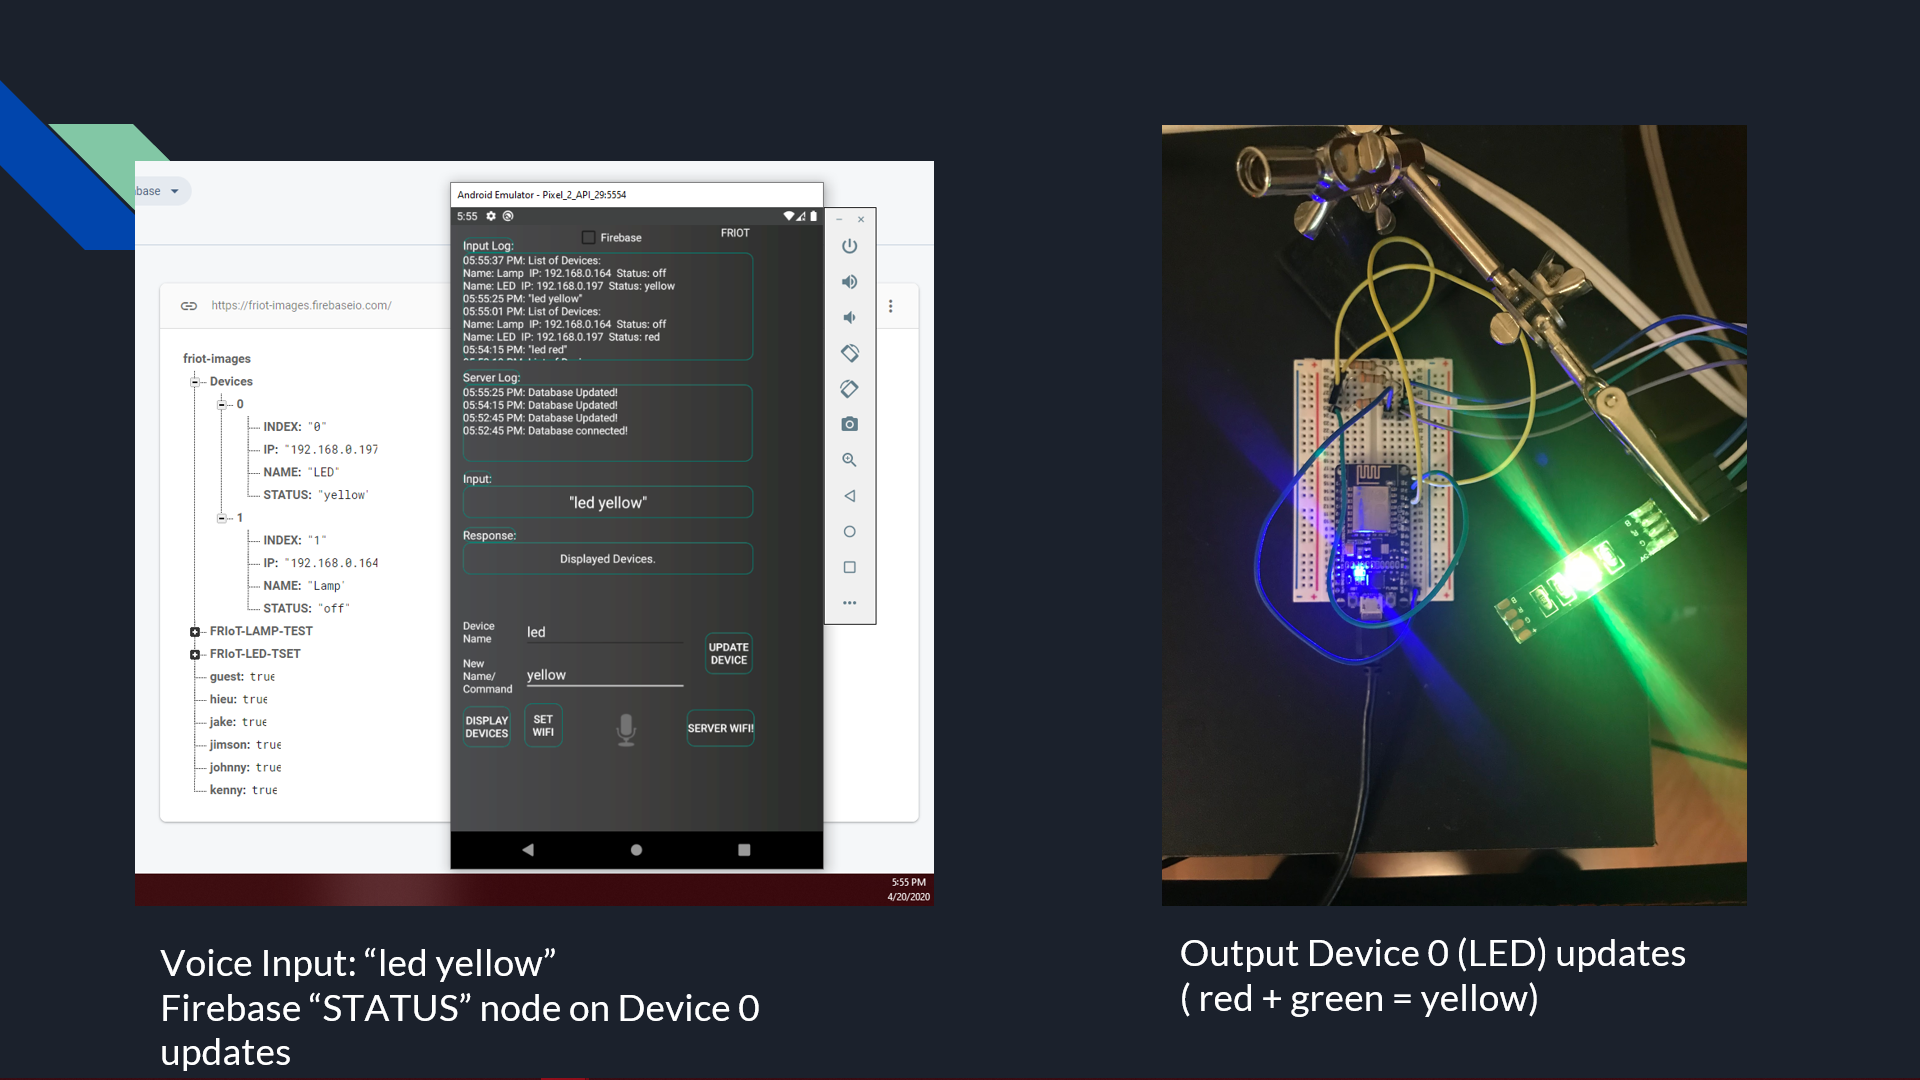 base
https://friot-images.firebaseio.com/
friot-images
Devices
0
INDEX: "0"
IP: "192.168.0.197
NAME: "LED"
STATUS: "yellow'
1
INDEX: "1"
IP: "192.168.0.164
NAME: "Lamp'
STATUS: "off"
FRIoT-LAMP-TEST
FRIoT-LED-TSET
guest: true
hieu: true
jake: true
jimson: true
johnny: true
kenny: true
Android Emulator - Pixel_2_API_29:5554
5:55
Firebase
FRIOT
Input Log:
05:55:37 PM: List of Devices:
Name: Lamp IP: 192.168.0.164 Status: off
Name: LED IP: 192.168.0.197 Status: yellow
05:55:25 PM: "led yellow"
05:55:01 PM: List of Devices:
Name: Lamp IP: 192.168.0.164 Status: off
Name: LED IP: 192.168.0.197 Status: red
05:54:15 PM: "led red"
Server Log:
05:55:25 PM: Database Updated!
05:54:15 PM: Database Updated!
05:52:45 PM: Database Updated!
05:52:45 PM: Database connected!
Input:
"led yellow"
Response:
Displayed Devices.
Device
Name
led
New
Name/
Command
yellow
UPDATE
DEVICE
DISPLAY
DEVICES
SET
WIFI
SERVER WIFI!
5:55 PM
4/20/2020
Voice Input: “led yellow”
Firebase “STATUS” node on Device 0
updates
Output Device 0 (LED) updates
( red + green = yellow)